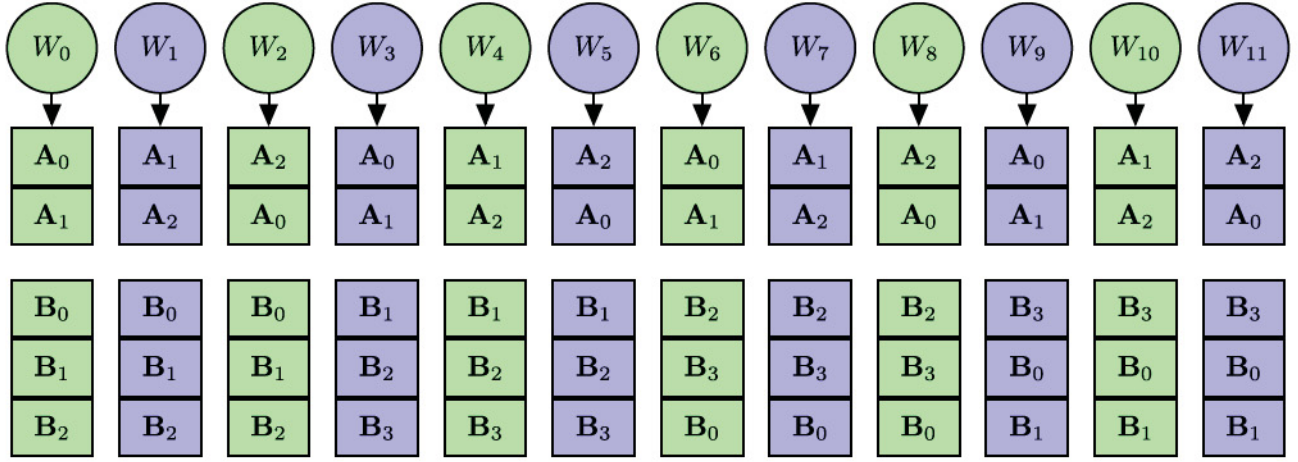 W0 W1 W2 W3 W4 W5 W6 W7 W8 W9 W10 W11
A0 A1 A2 A0 A1 A2 A0 A1 A2 A0 A1 A2
A1 A2 A0 A1 A2 A0 A1 A2 A0 A1 A2 A0
B0 B0 B0 B1 B1 B1 B2 B2 B2 B3 B3 B3
B1 B1 B1 B2 B2 B2 B3 B3 B3 B0 B0 B0
B2 B2 B2 B3 B3 B3 B0 B0 B0 B1 B1 B1